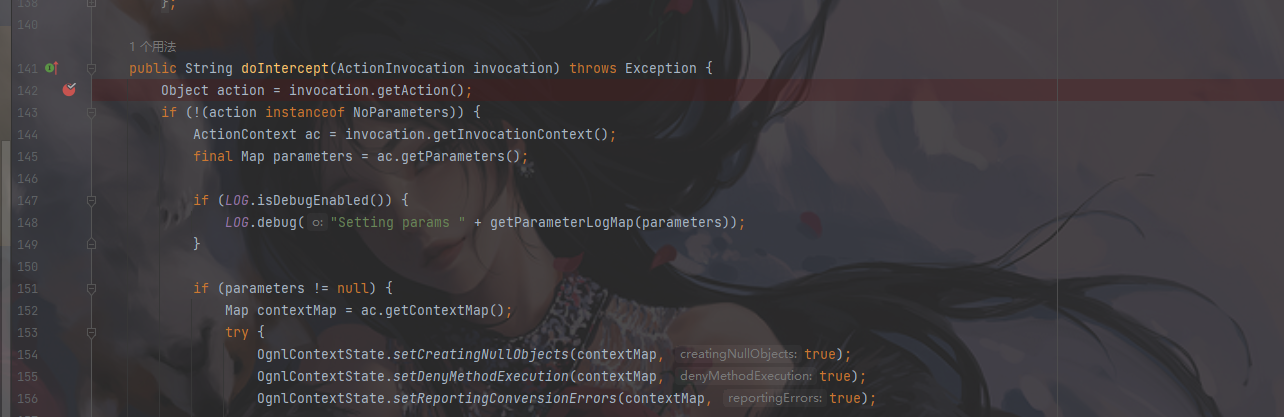 138 };
140
1 个用法
141 public String doIntercept(ActionInvocation invocation) throws Exception {
142 Object action = invocation.getAction();
143 if (!(action instanceof NoParameters)) {
144 ActionContext ac = invocation.getInvocationContext();
145 final Map parameters = ac.getParameters();
146
147 if (LOG.isDebugEnabled()) {
148 LOG.debug( o: "Setting params " + getParameterLogMap(parameters));
149 }
150
151 if (parameters != null) {
152 Map contextMap = ac.getContextMap();
153 try {
154 OgnlContextState.setCreatingNullObjects(contextMap, creatingNullObjects: true);
155 OgnlContextState.setDenyMethodExecution(contextMap, denyMethodExecution: true);
156 OgnlContextState.setReportingConversionErrors(contextMap, reportingErrors: true);